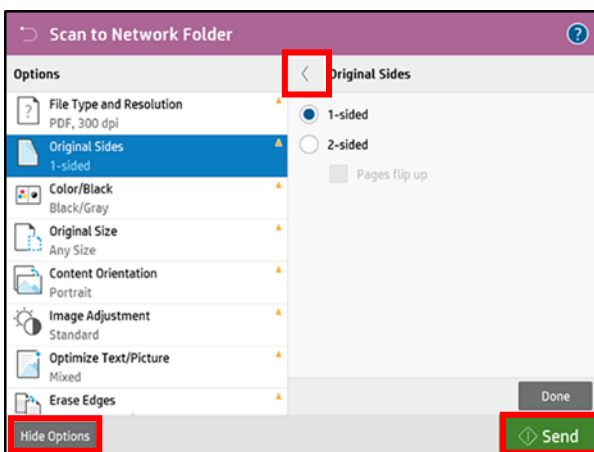 Scan to Network Folder
?
Options
Original Sides
?
File Type and Resolution
PDF, 300 dpi
Original Sides
1-sided
Color/Black
Black/Gray
Original Size
Any Size
Content Orientation
Portrait
Image Adjustment
Standard
Optimize Text/Picture
Mixed
Erase Edges
1-sided
2-sided
Pages flip up
Done
Hide Options
Send